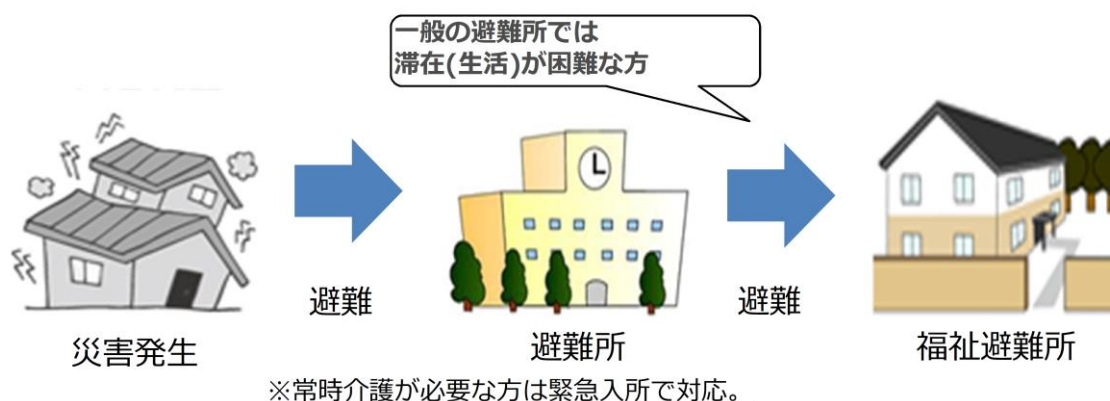 一般の避難所では
滞在(生活)が困難な方
避難
避難
災害発生
避難所
福祉避難所
※常時介護が必要な方は緊急入所で対応。